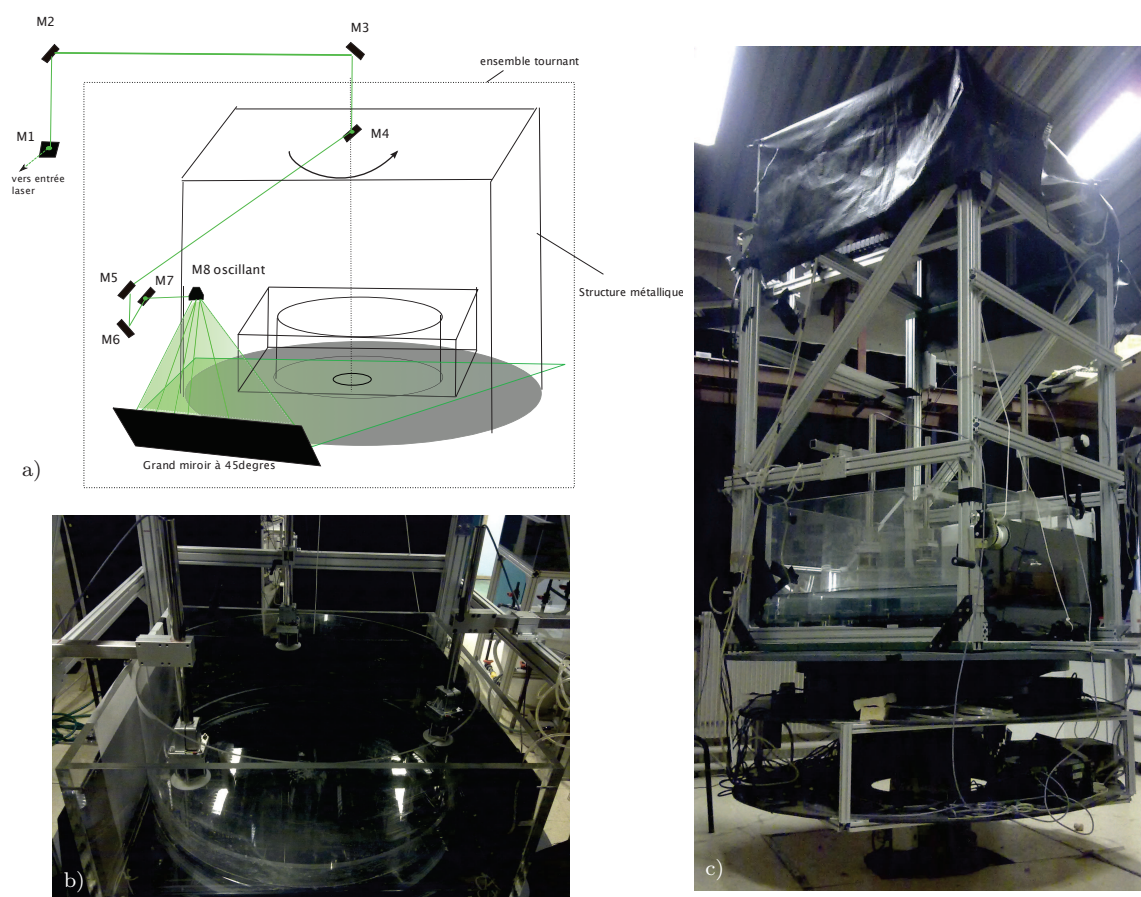 M2
M3
ensemble tournant
M1
M4
vers entrée
laser
M5
M7
M8 oscillant
M6
Structure métallique
Grand miroir à 45degres
a)
b)
c)